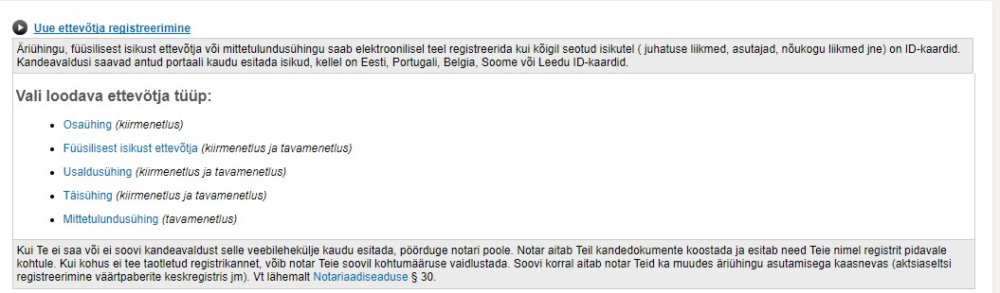 Uue ettevõtja registreerimine
Äriühingu, füüsilisest isikust ettevõtja või mittetulundusühingu saab elektroonilisel teel registreerida kui kõigil seotud isikutel ( juhatuse liikmed, asutajad, nõukogu liikmed jne) on ID-kaardid.
Kandeavaldusi saavad antud portaali kaudu esitada isikud, kellel on Eesti, Portugali, Belgia, Soome või Leedu ID-kaardid.
Vali loodava ettevõtja tüüp:
Osaühing (kiirmenetlus)
Füüsilisest isikust ettevõtja (kiirmenetlus ja tavamenetlus)
Usaldusühing (kiirmenetlus ja tavamenetlus)
Täisühing (kiirmenetlus ja tavamenetlus)
Mittetulundusühing (tavamenetlus)
Kui Te ei saa või ei soovi kandeavaldust selle veebilehekülje kaudu esitada, pöörduge notari poole. Notar aitab Teil kandedokumente koostada ja esitab need Teie nimel registrit pidavale
kohtule. Kui kohus ei tee taotletud registrikannet, võib notar Teie soovil kohtumääruse vaidlustada. Soovi korral aitab notar Teid ka muudes äriühingu asutamisega kaasnevas (aktsiaseltsi
registreerimine väärtpaberite keskregistris jm). Vt lähemalt Notariaadiseaduse § 30.